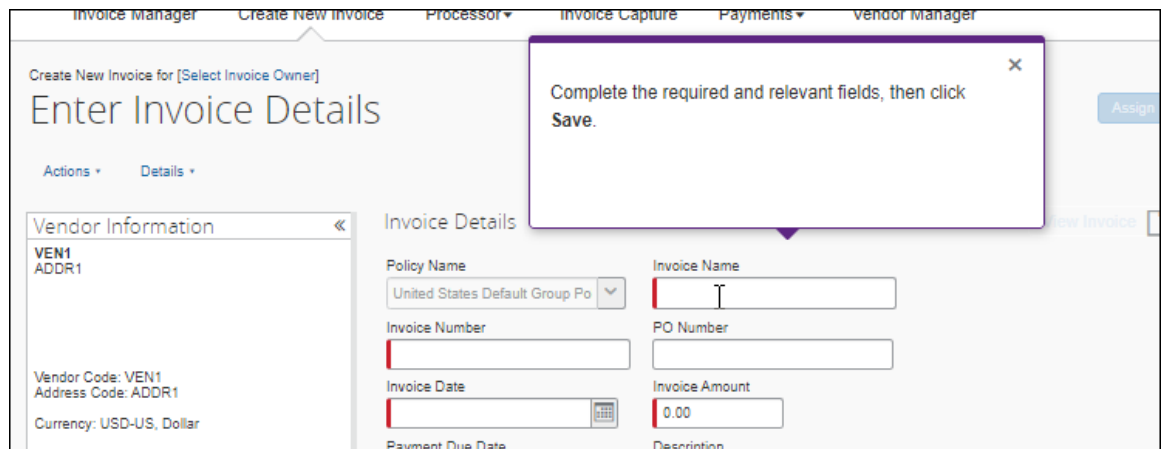 Invoice Manager Create New Invoice Processor Invoice Capture Payments Vendor Manager
Create New Invoice for [Select Invoice Owner]
Enter Invoice Details
Complete the required and relevant fields, then click
Save.
Assign
Actions Details
Vendor Information
Invoice Details
View Invoice
VEN1
ADDR1
Vendor Code: VEN1
Address Code: ADDR1
Currency: USD-US, Dollar
Policy Name Invoice Name
United States Default Group Po
Invoice Number PO Number
Invoice Date Invoice Amount
0.00
Payment Due Date Description